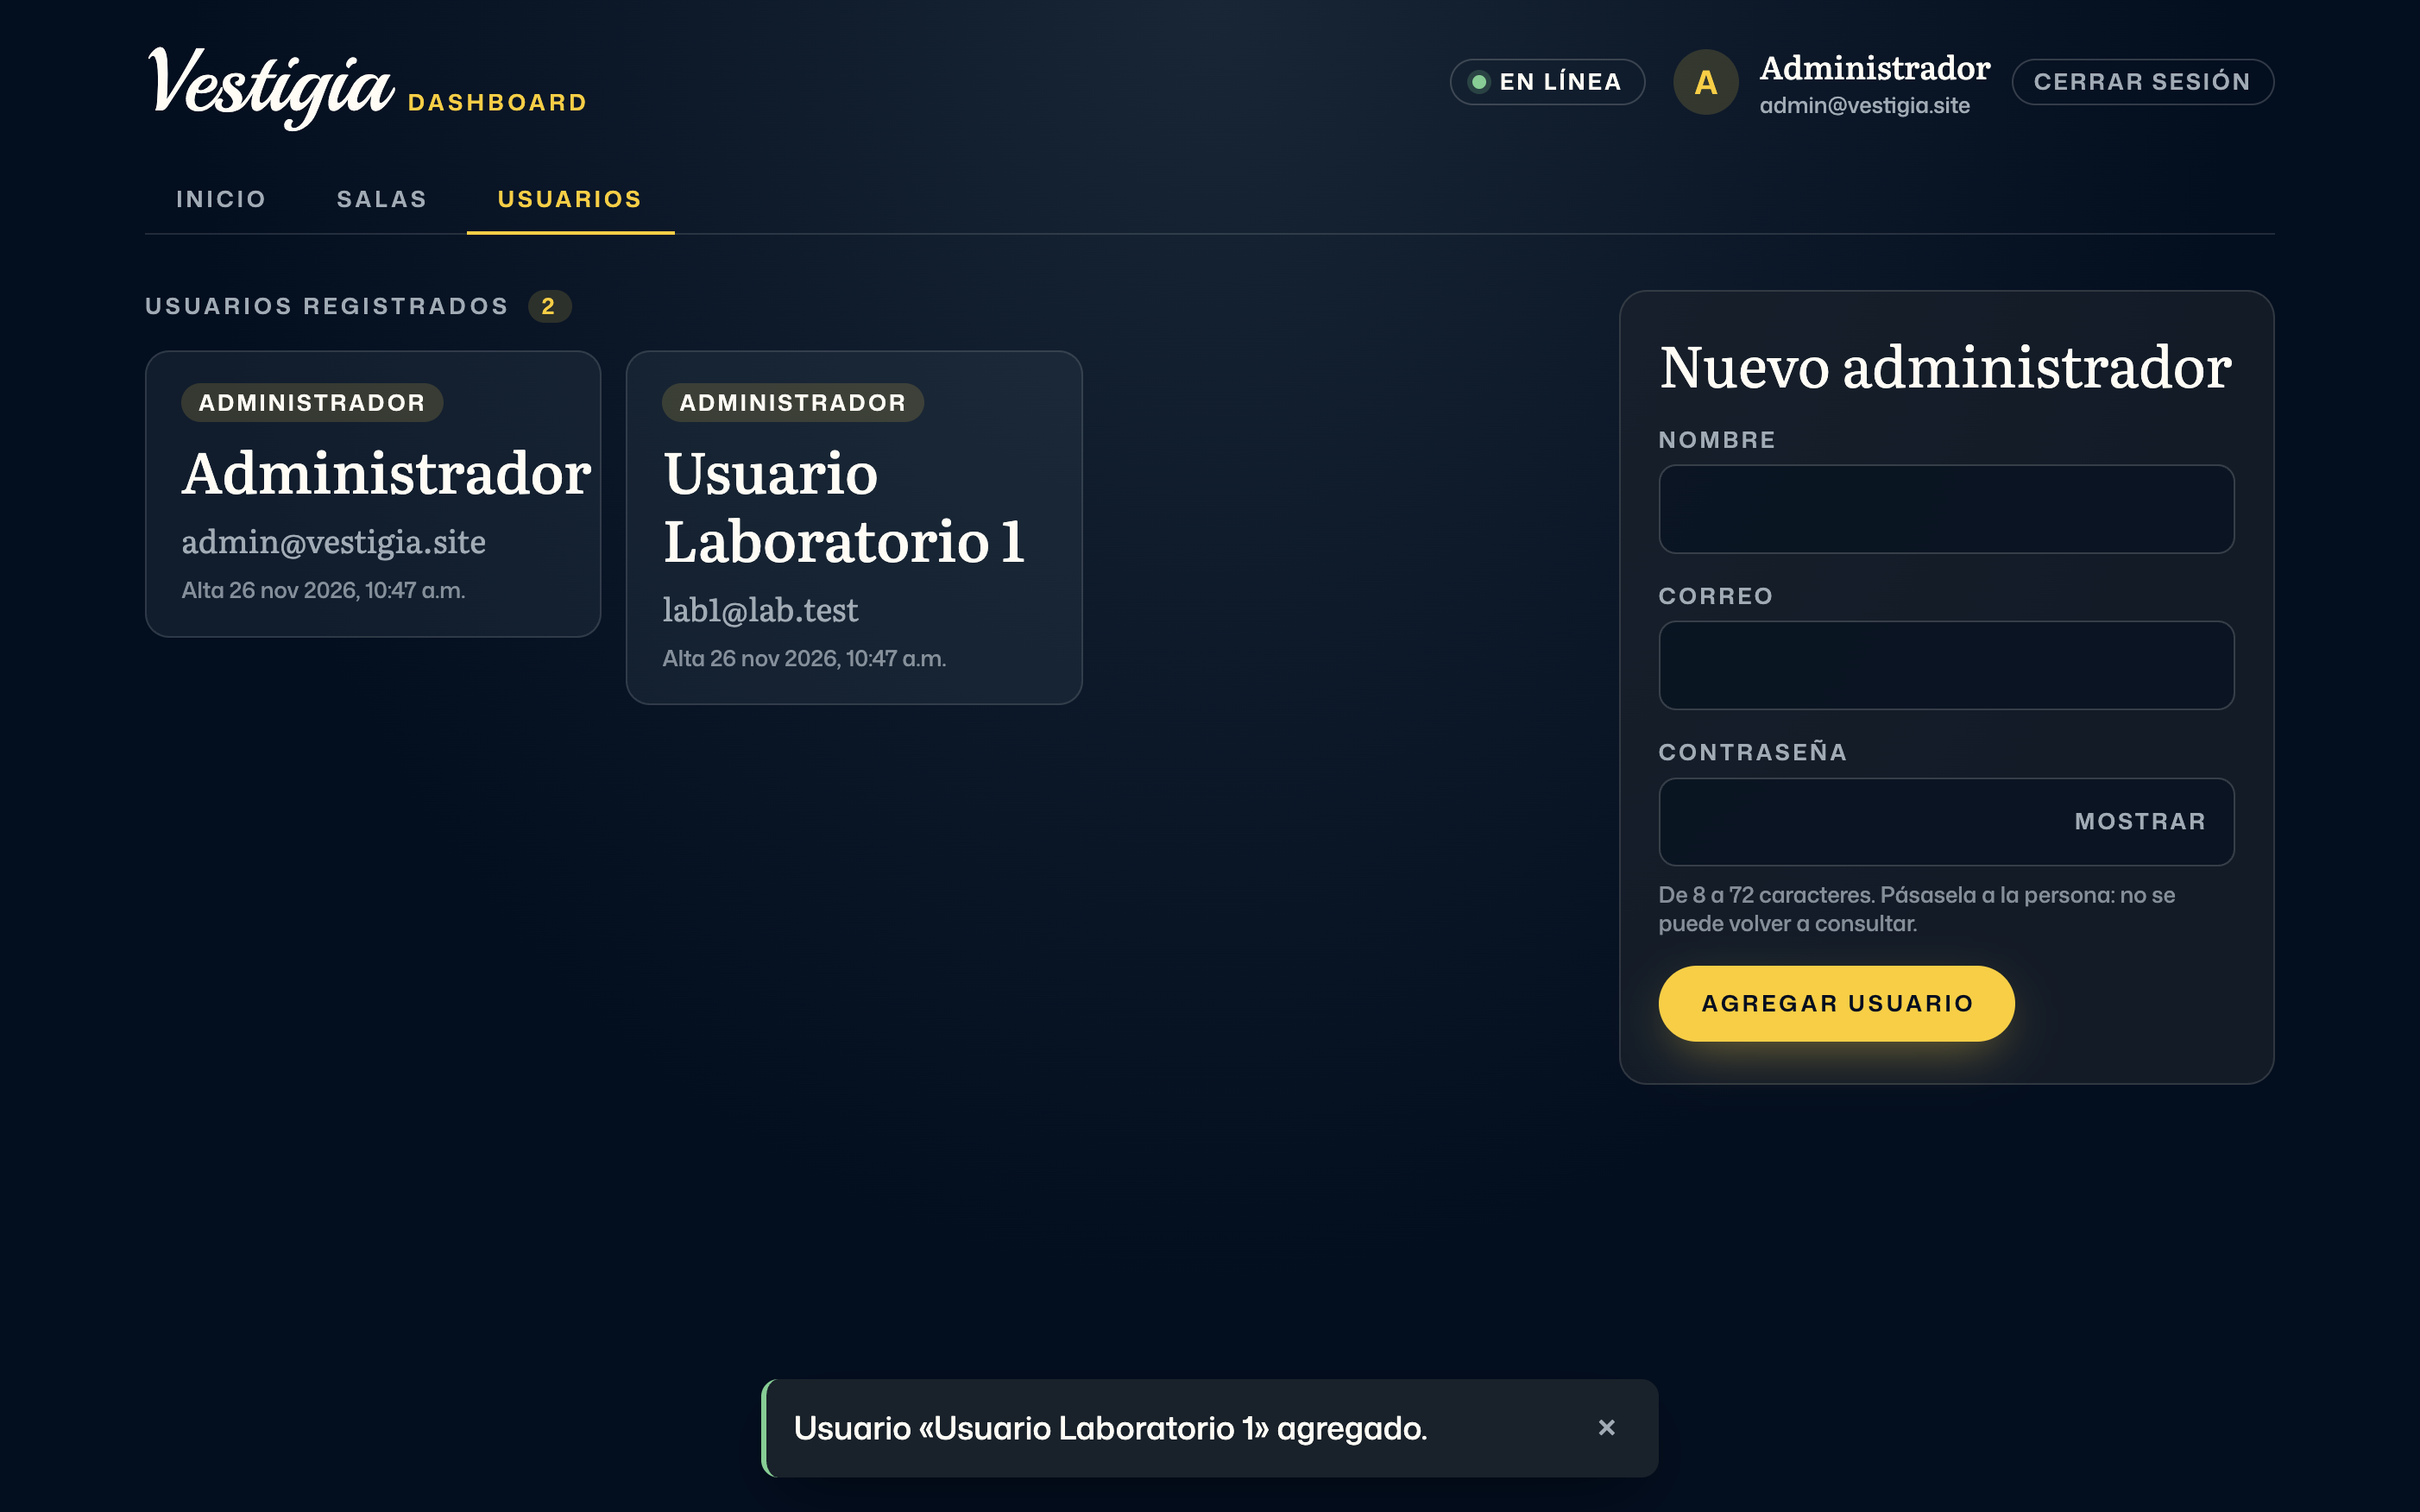 Vestigia DASHBOARD
EN LÍNEA
A
Administrador
admin@vestigia.site
CERRAR SESIÓN
INICIO
SALAS
USUARIOS
USUARIOS REGISTRADOS 2
ADMINISTRADOR
Administrador
admin@vestigia.site
Alta 26 nov 2026, 10:47 a.m.
ADMINISTRADOR
Usuario
Laboratorio 1
lab1@lab.test
Alta 26 nov 2026, 10:47 a.m.
Nuevo administrador
NOMBRE
CORREO
CONTRASEÑA
MOSTRAR
De 8 a 72 caracteres. Pásasela a la persona: no se
puede volver a consultar.
AGREGAR USUARIO
Usuario «Usuario Laboratorio 1» agregado.
×